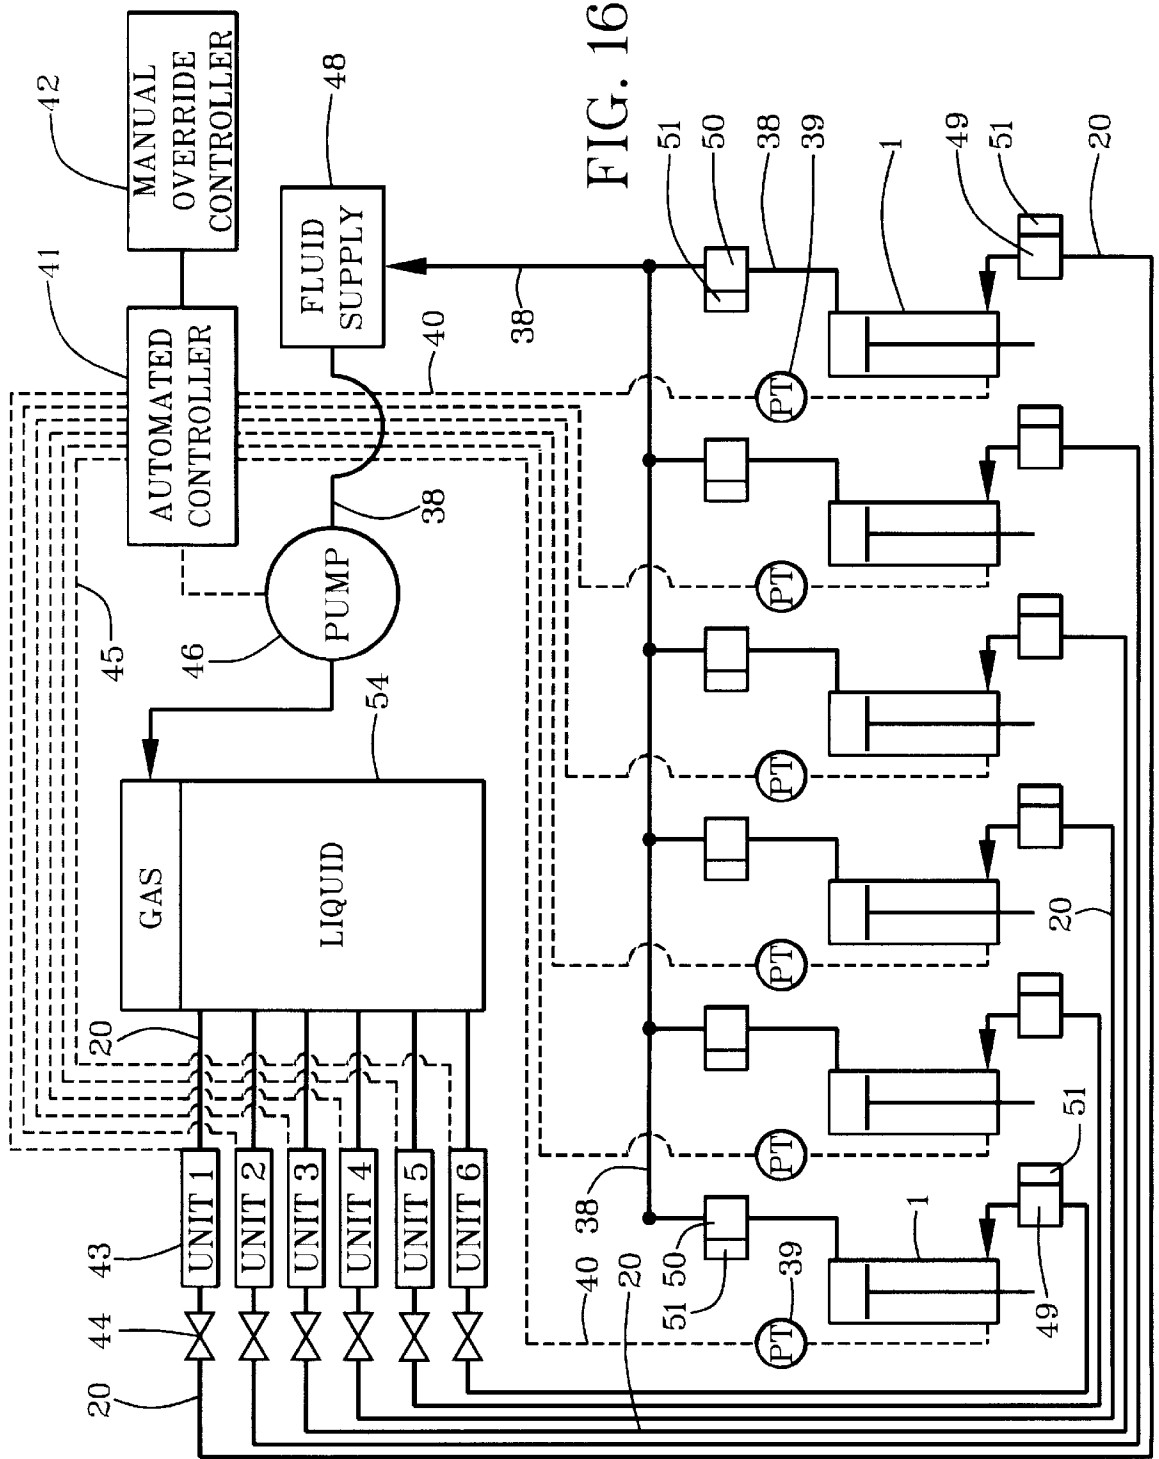 FIG. 16
42
MANUAL
OVERRIDE
CONTROLLER
41
AUTOMATED
CONTROLLER
48
FLUID
SUPPLY
38
40
38
45
46
PUMP
54
GAS
LIQUID
20
43
UNIT 1
UNIT 2
UNIT 3
UNIT 4
UNIT 5
UNIT 6
44
20
51
50
38
39
1
49
51
20
PT
PT
PT
PT
PT
PT
20
38
40
20
50
51
39
1
49
51